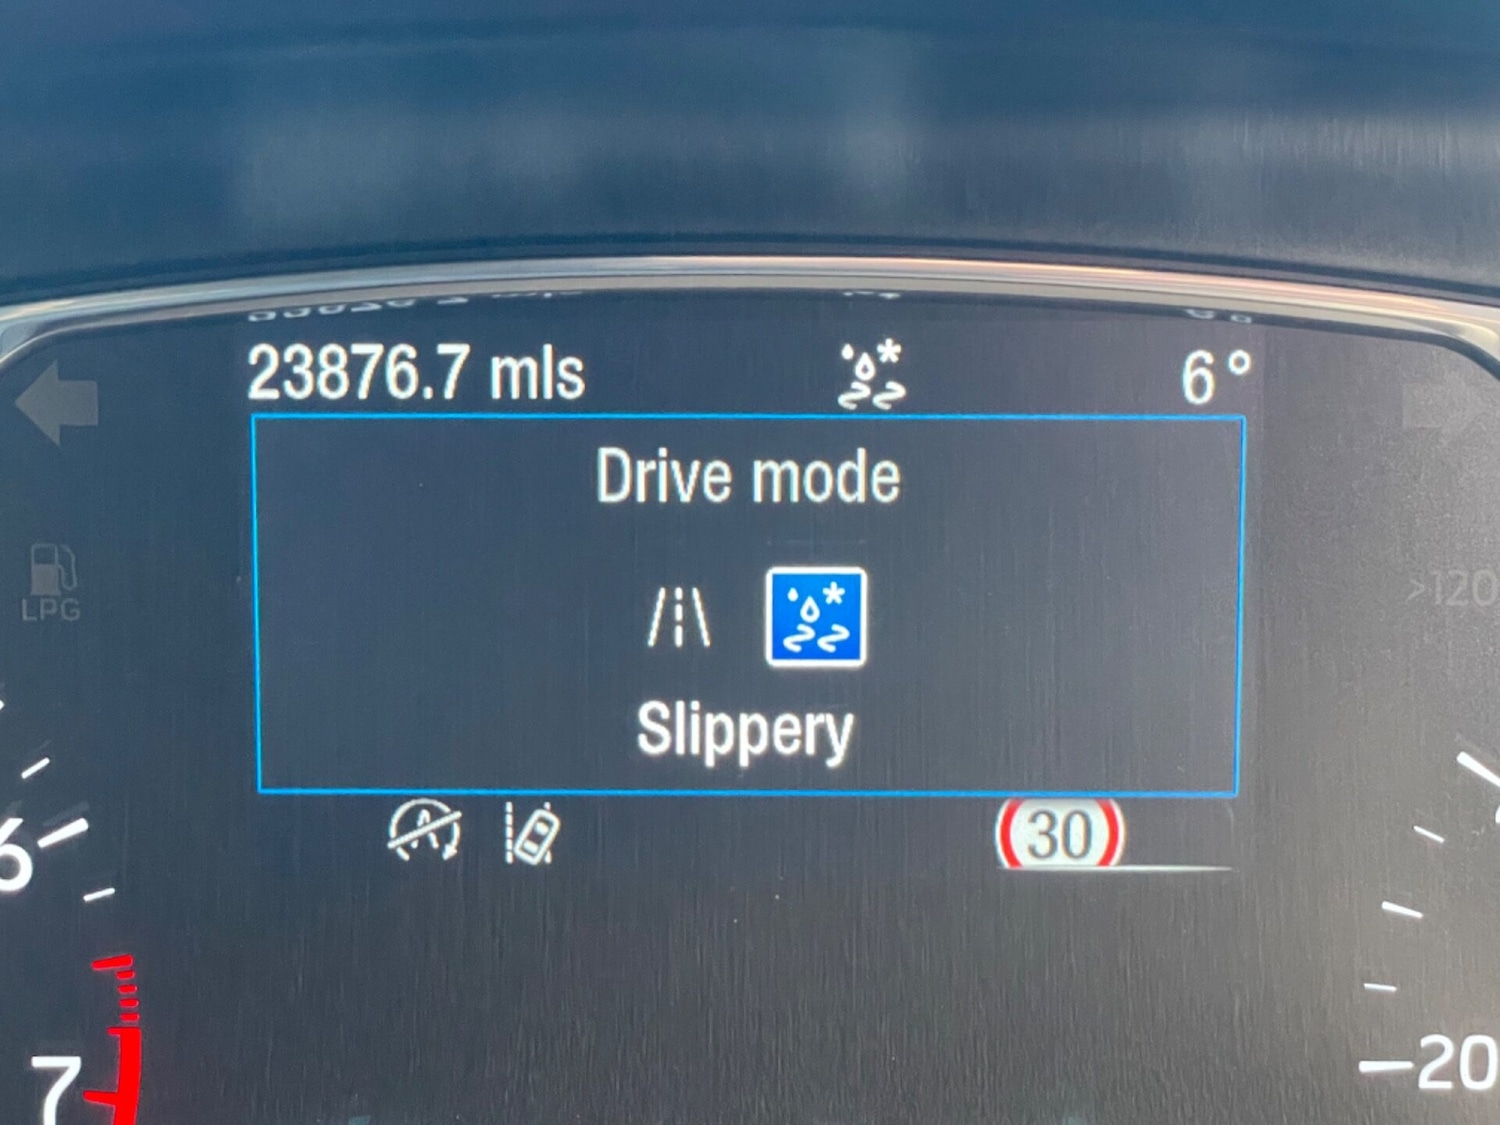 23876.7 mls 6°
Drive mode
Slippery
LPG
>120
30
6
7
20